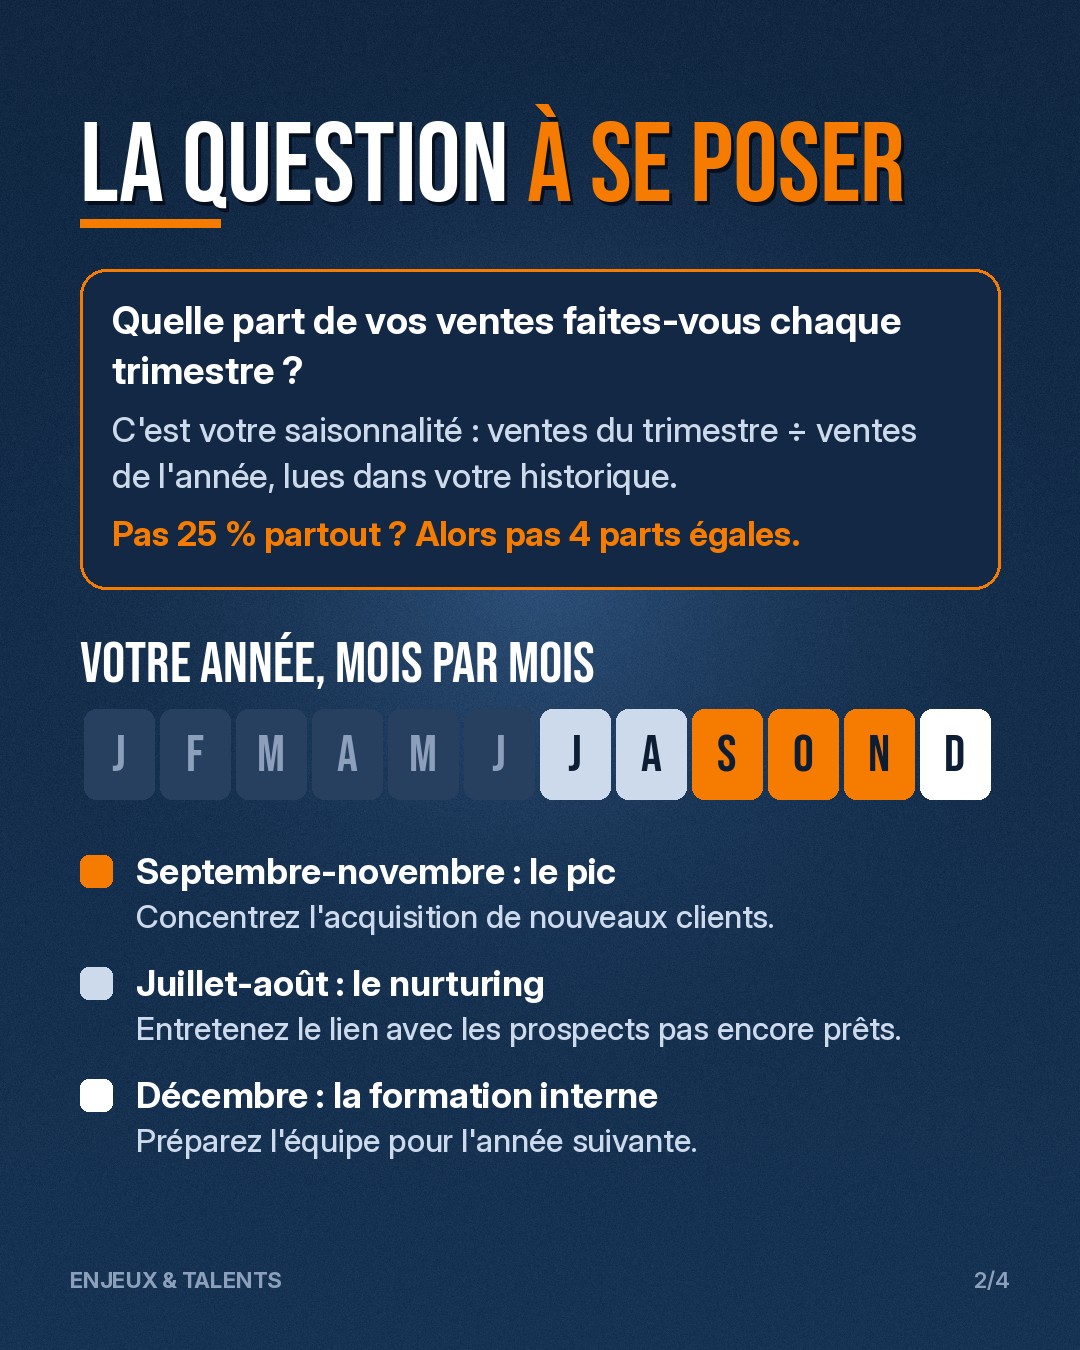 LA QUESTION À SE POSER
Quelle part de vos ventes faites-vous chaque
trimestre ?
C'est votre saisonnalité : ventes du trimestre ÷ ventes
de l'année, lues dans votre historique.
Pas 25 % partout ? Alors pas 4 parts égales.
VOTRE ANNÉE, MOIS PAR MOIS
J F M A M J J A S O N D
Septembre-novembre : le pic
Concentrez l'acquisition de nouveaux clients.
Juillet-août : le nurturing
Entretenez le lien avec les prospects pas encore prêts.
Décembre : la formation interne
Préparez l'équipe pour l'année suivante.
ENJEUX & TALENTS 2/4